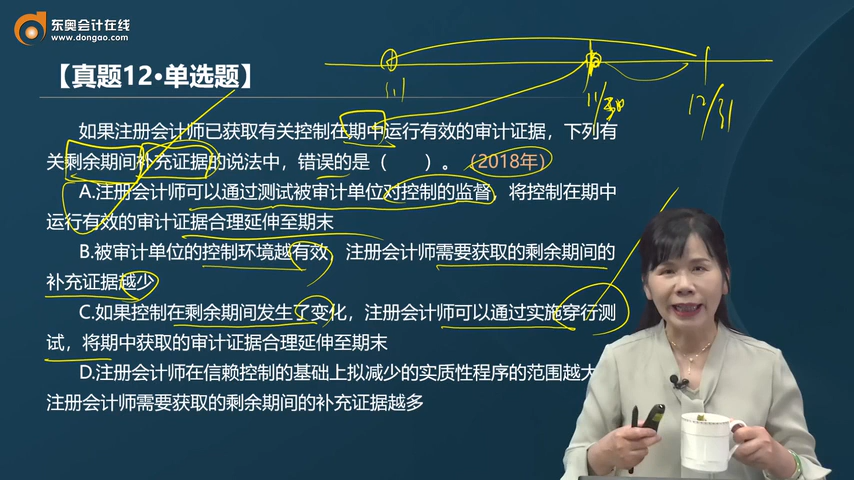 东奥会计在线
www.dongao.com
【真题12·单选题】
1.1
11/30
12/31
如果注册会计师已获取有关控制在期中运行有效的审计证据，下列有
关剩余期间补充证据的说法中，错误的是（　　）。（2018年）
A.注册会计师可以通过测试被审计单位对控制的监督，将控制在期中
运行有效的审计证据合理延伸至期末
B.被审计单位的控制环境越有效，注册会计师需要获取的剩余期间的
补充证据越少
C.如果控制在剩余期间发生了变化，注册会计师可以通过实施穿行测
试，将期中获取的审计证据合理延伸至期末
D.注册会计师在信赖控制的基础上拟减少的实质性程序的范围越大
注册会计师需要获取的剩余期间的补充证据越多